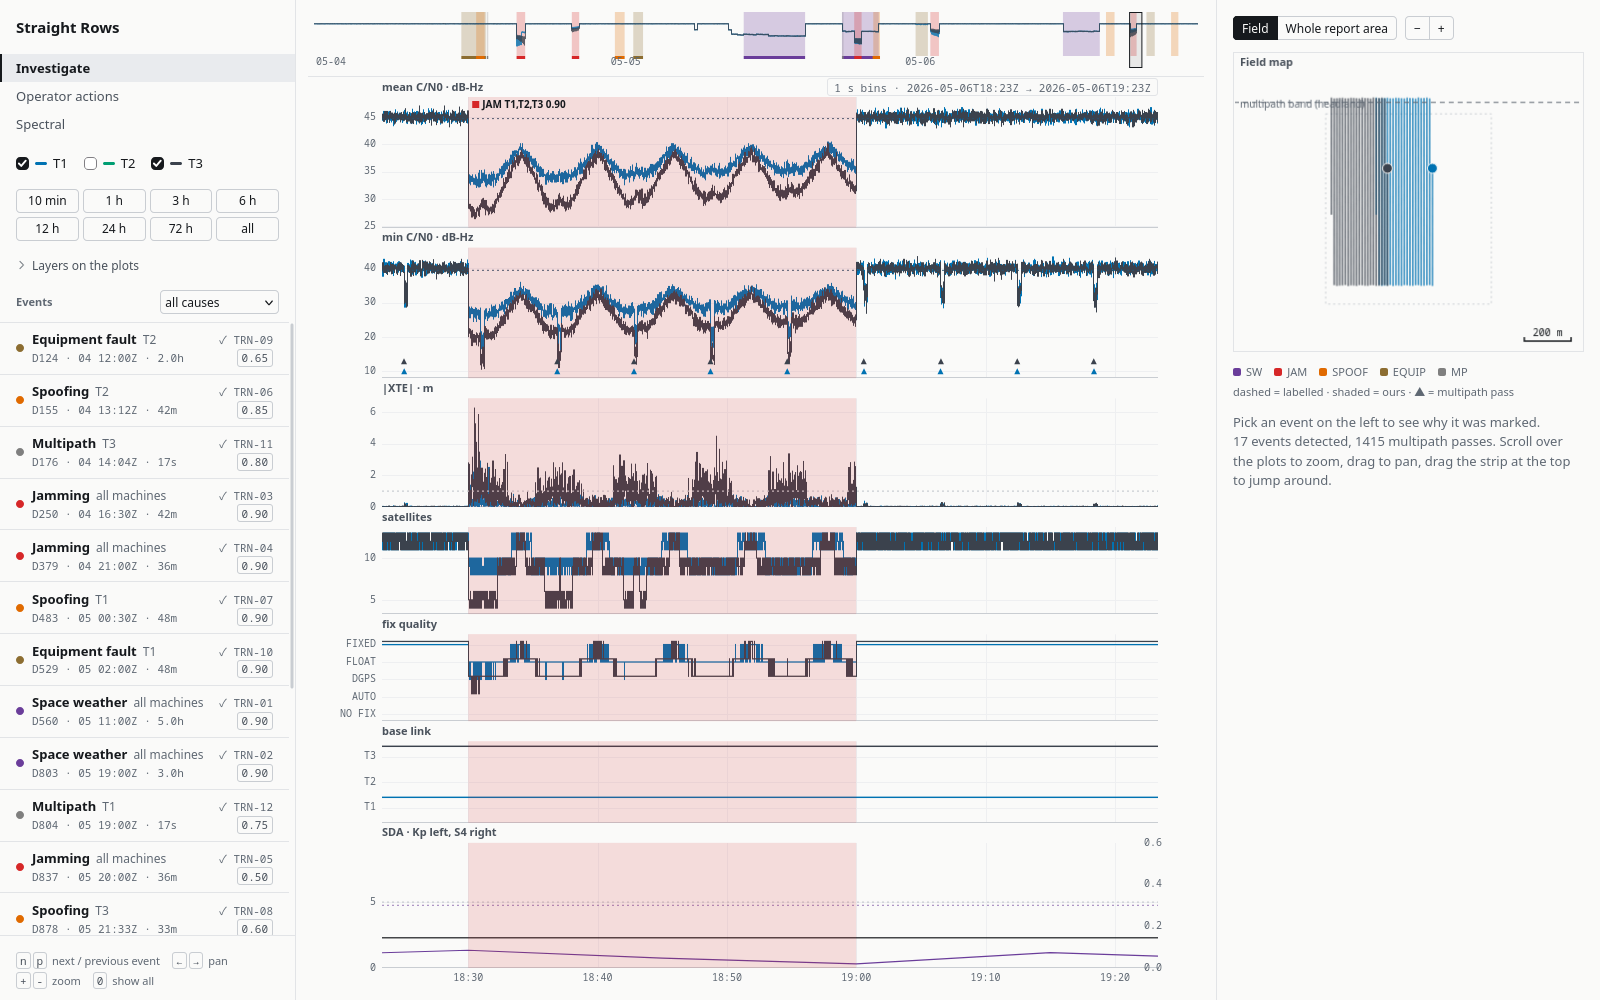 Straight Rows
Investigate
Operator actions
Spectral
T1 T2 T3
10 min 1 h 3 h 6 h
12 h 24 h 72 h all
Layers on the plots
Events all causes
Equipment fault T2 ✓ TRN-09
D124 · 04 12:00Z · 2.0h 0.65
Spoofing T2 ✓ TRN-06
D155 · 04 13:12Z · 42m 0.85
Multipath T3 ✓ TRN-11
D176 · 04 14:04Z · 17s 0.80
Jamming all machines ✓ TRN-03
D250 · 04 16:30Z · 42m 0.90
Jamming all machines ✓ TRN-04
D379 · 04 21:00Z · 36m 0.90
Spoofing T1 ✓ TRN-07
D483 · 05 00:30Z · 48m 0.90
Equipment fault T1 ✓ TRN-10
D529 · 05 02:00Z · 48m 0.90
Space weather all machines ✓ TRN-01
D560 · 05 11:00Z · 5.0h 0.90
Space weather all machines ✓ TRN-02
D803 · 05 19:00Z · 3.0h 0.90
Multipath T1 ✓ TRN-12
D804 · 05 19:00Z · 17s 0.75
Jamming all machines ✓ TRN-05
D837 · 05 20:00Z · 36m 0.50
Spoofing T3 ✓ TRN-08
D878 · 05 21:33Z · 33m 0.60
n p next / previous event ← → pan
+ - zoom 0 show all
05-04 05-05 05-06
mean C/N0 · dB-Hz
1 s bins · 2026-05-06T18:23Z → 2026-05-06T19:23Z
JAM T1,T2,T3 0.90
45
40
35
30
25
min C/N0 · dB-Hz
40
30
20
10
|XTE| · m
6
4
2
0
satellites
10
5
fix quality
FIXED
FLOAT
DGPS
AUTO
NO FIX
base link
T3
T2
T1
SDA · Kp left, S4 right
0.6
0.4
5
0.2
0 0.0
18:30 18:40 18:50 19:00 19:10 19:20
Field Whole report area − +
Field map
multipath band (headland)
200 m
SW JAM SPOOF EQUIP MP
dashed = labelled · shaded = ours · ▲ = multipath pass
Pick an event on the left to see why it was marked.
17 events detected, 1415 multipath passes. Scroll over
the plots to zoom, drag to pan, drag the strip at the top
to jump around.